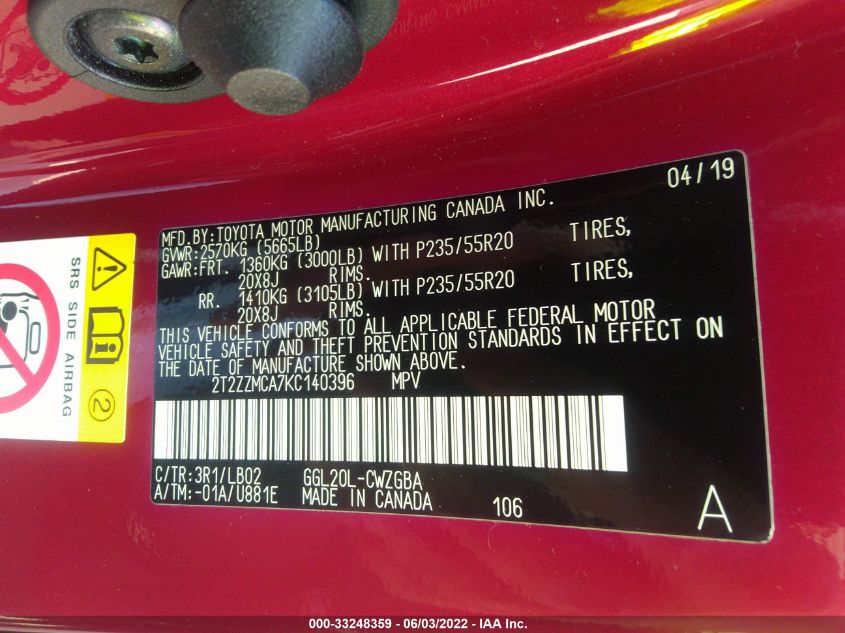 04/19
MFD.BY:TOYOTA MOTOR MANUFACTURING CANADA INC.
GVWR:2570KG (5665LB)
GAWR:FRT. 1360KG (3000LB) WITH P235/55R20 TIRES,
20X8J RIMS.
RR. 1410KG (3105LB) WITH P235/55R20 TIRES,
20X8J RIMS.
THIS VEHICLE CONFORMS TO ALL APPLICABLE FEDERAL MOTOR
VEHICLE SAFETY AND THEFT PREVENTION STANDARDS IN EFFECT ON
THE DATE OF MANUFACTURE SHOWN ABOVE.
2T2ZZMCA7KC140396 MPV
C/TR:3R1/LB02 GGL20L-CWZGBA
A/TM:-01A/U881E MADE IN CANADA 106 A
SRS SIDE AIRBAG
2
000-33248359 - 06/03/2022 - IAA Inc.